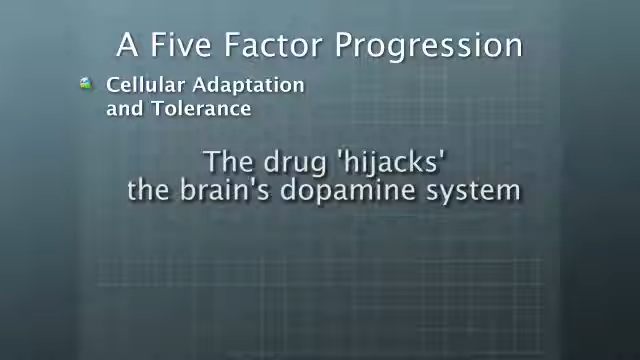 A Five Factor Progression
Cellular Adaptation
and Tolerance
The drug 'hijacks'
the brain's dopamine system